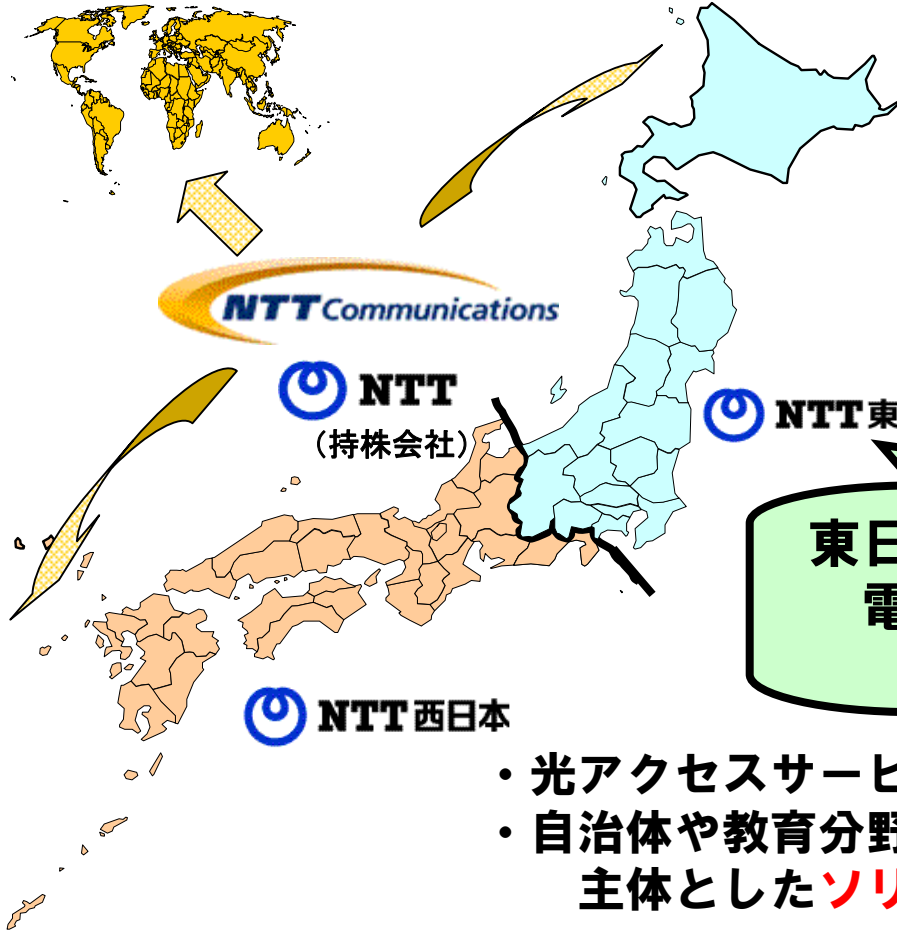 NTT Communications
NTT
（持株会社）
NTT東
東日
電
NTT西日本
・光アクセスサービ
・自治体や教育分野
主体としたソリ